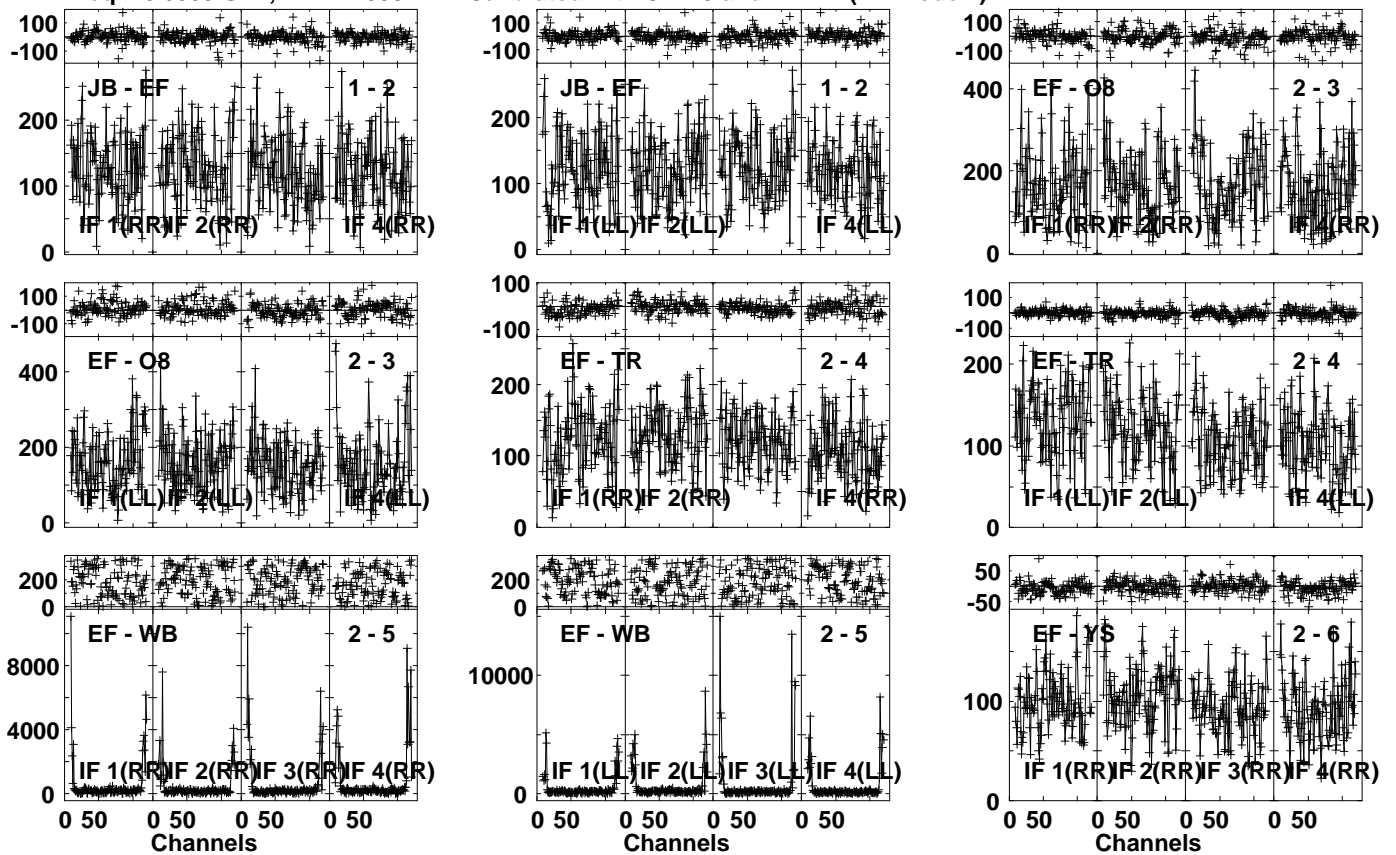 100 100 100
-100 -100 -100
JB - EF 1 - 2 JB - EF 1 - 2 EF - O8 2 - 3
200 200 400
100 100 200
IF 1(RR) IF 2(RR) IF 4(RR) IF 1(LL) IF 2(LL) IF 4(LL) IF 1(RR) IF 2(RR) IF 4(RR)
0 0 0
100 100 100
-100 -100 -100
EF - O8 2 - 3 EF - TR 2 - 4 EF - TR 2 - 4
400 200 200
200 100 100
IF 1(LL) IF 2(LL) IF 4(LL) IF 1(RR) IF 2(RR) IF 4(RR) IF 1(LL) IF 2(LL) IF 4(LL)
0 0 0
200 200 50
0 0 -50
EF - WB 2 - 5 EF - WB 2 - 5 EF - YS 2 - 6
8000 10000 100
4000
IF 1(RR) IF 2(RR) IF 3(RR) IF 4(RR) IF 1(LL) IF 2(LL) IF 3(LL) IF 4(LL) IF 1(RR) IF 2(RR) IF 3(RR) IF 4(RR)
0 0 0
0 50 0 50 0 50 0 50 0 50 0 50 0 50 0 50 0 50 0 50 0 50 0 50
Channels Channels Channels